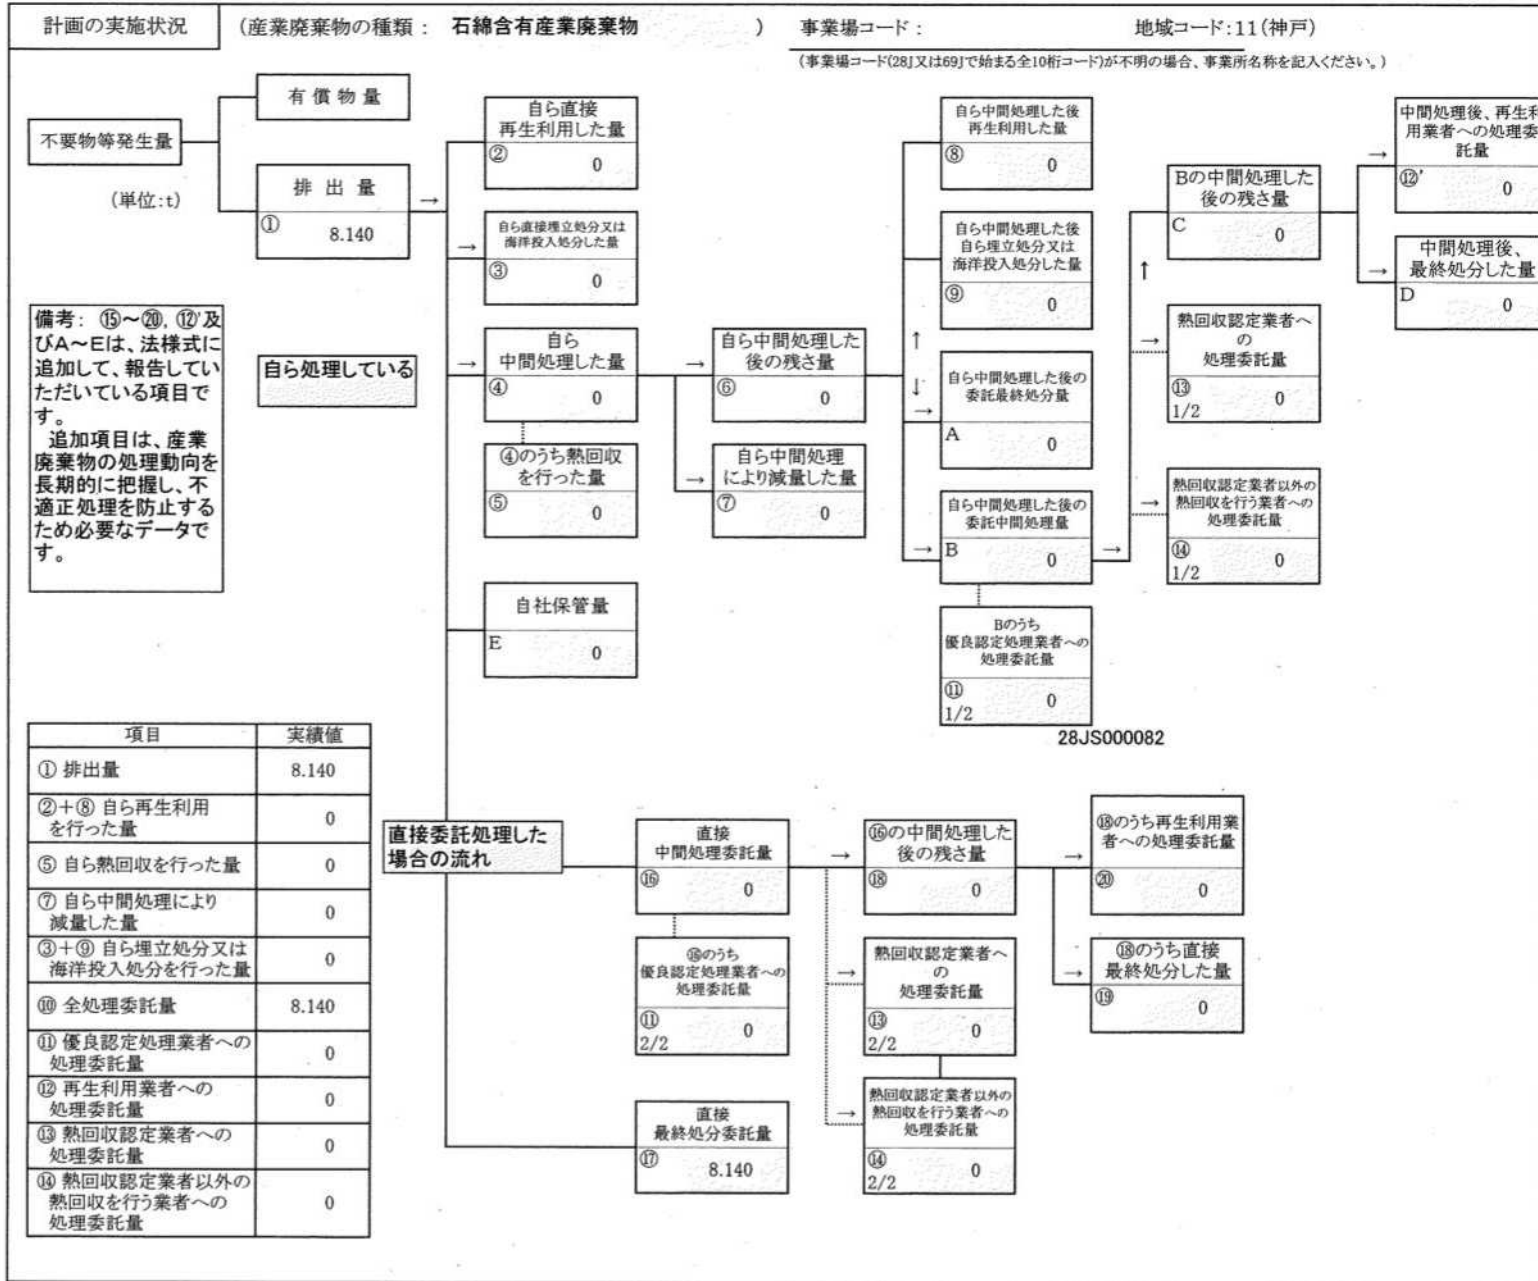 計画の実施状況
(産業廃棄物の種類： 石綿含有産業廃棄物 )
事業場コード：
地域コード：11(神戸)
(事業場コード(28J又は69Jで始まる全10桁コード)が不明の場合、事業所名称を記入ください。)
不要物等発生量
(単位:t)
有償物量
排出量
① 8.140
→
備考： ⑮～⑳, ⑫'及
びA～Eは、法様式に
追加して、報告してい
ただいている項目で
す。
追加項目は、産業
廃棄物の処理動向を
長期的に把握し、不
適正処理を防止する
ため必要なデータで
す。
自ら処理している
自ら直接
再生利用した量
② 0
→
自ら直接埋立処分又は
海洋投入処分した量
③ 0
→
自ら
中間処理した量
④ 0
④のうち熱回収
を行った量
⑤ 0
自社保管量
E 0
→
自ら中間処理した
後の残さ量
⑥ 0
→
自ら中間処理
により減量した量
⑦ 0
自ら中間処理した後
再生利用した量
⑧ 0
自ら中間処理した後
自ら埋立処分又は
海洋投入処分した量
⑨ 0
↑
↓
→
自ら中間処理した後の
委託最終処分量
A 0
→
自ら中間処理した後の
委託中間処理量
B 0
→
Bのうち
優良認定処理業者への
処理委託量
⑪ 0
1/2
28JS000082
↑
Bの中間処理した
後の残さ量
C 0
→
熱回収認定業者へ
の
処理委託量
⑬ 0
1/2
→
熱回収認定業者以外の
熱回収を行う業者への
処理委託量
⑭ 0
1/2
→
中間処理後、再生利
用業者への処理委
託量
⑫' 0
→
中間処理後、
最終処分した量
D 0
項目 実績値
① 排出量 8.140
②＋⑧ 自ら再生利用
を行った量 0
⑤ 自ら熱回収を行った量 0
⑦ 自ら中間処理により
減量した量 0
③＋⑨ 自ら埋立処分又は
海洋投入処分を行った量 0
⑩ 全処理委託量 8.140
⑪ 優良認定処理業者への
処理委託量 0
⑫ 再生利用業者への
処理委託量 0
⑬ 熱回収認定業者への
処理委託量 0
⑭ 熱回収認定業者以外の
熱回収を行う業者への
処理委託量 0
直接委託処理した
場合の流れ
直接
中間処理委託量
⑯ 0
⑯のうち
優良認定処理業者への
処理委託量
⑪ 0
2/2
直接
最終処分委託量
⑰ 8.140
→
⑯の中間処理した
後の残さ量
⑱ 0
→
熱回収認定業者へ
の
処理委託量
⑬ 0
2/2
→
熱回収認定業者以外の
熱回収を行う業者への
処理委託量
⑭ 0
2/2
→
⑱のうち再生利用業
者への処理委託量
⑳ 0
→
⑱のうち直接
最終処分した量
⑲ 0